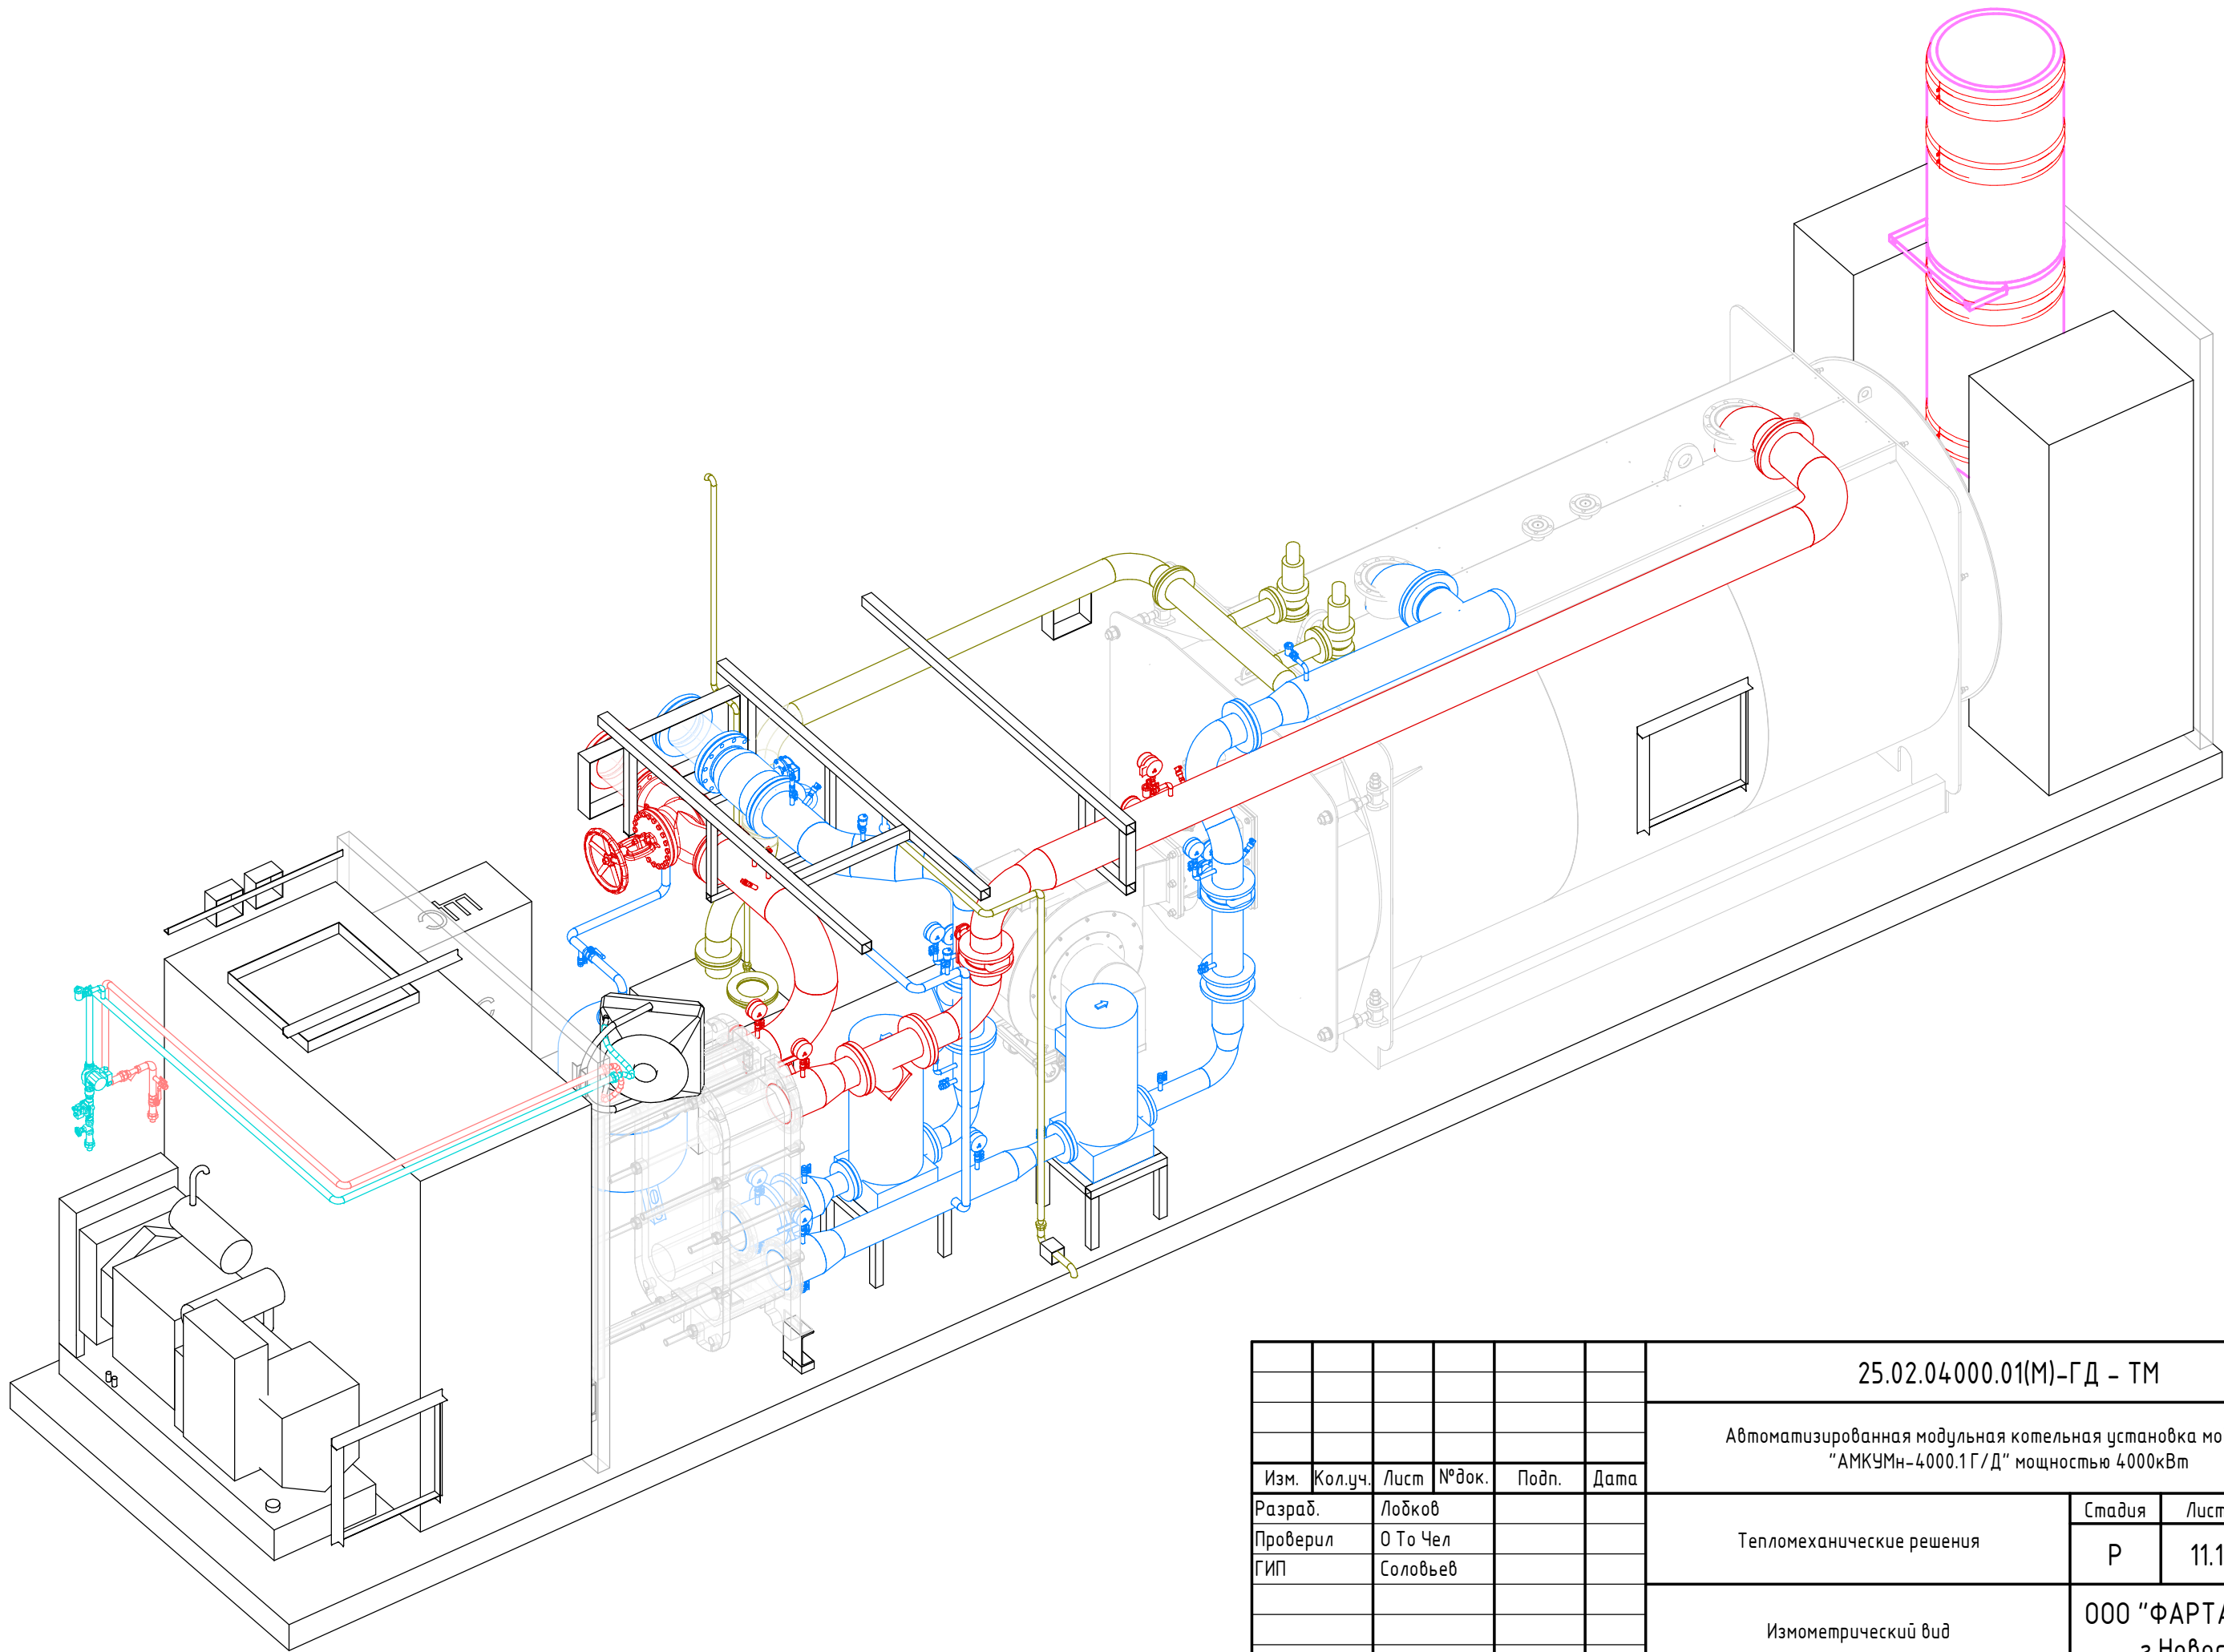 25.02.04000.01(М)-ГД - ТМ
Автоматизированная модульная котельная установка мо
"АМКУМн-4000.1 Г/Д" мощностью 4000кВт
Изм. Кол.уч. Лист №док. Подп. Дата
Разраб. Лобков
Проверил О То Чел
ГИП Соловьев
Тепломеханические решения
Стадия Лист
Р 11.1
Измометрический вид
ООО "ФАРТА